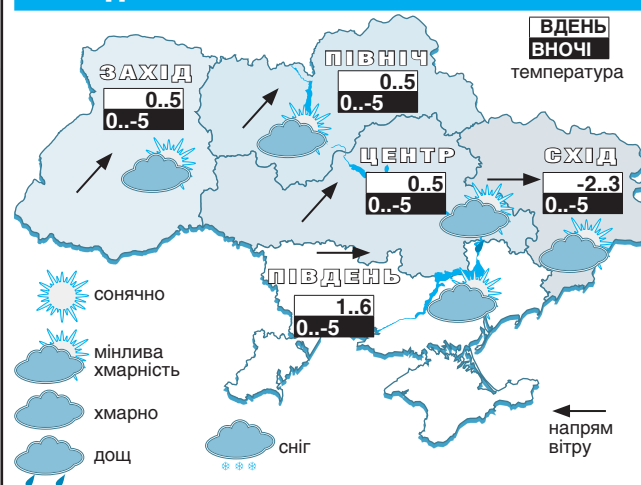 ВДЕНЬ
ВНОЧІ
температура
ЗАХІД
0..5
0..-5
ПІВНІЧ
0..5
0..-5
ЦЕНТР
0..5
0..-5
СХІД
-2..3
0..-5
ПІВДЕНЬ
1..6
0..-5
сонячно
мінлива
хмарність
хмарно
дощ
сніг
напрям
вітру